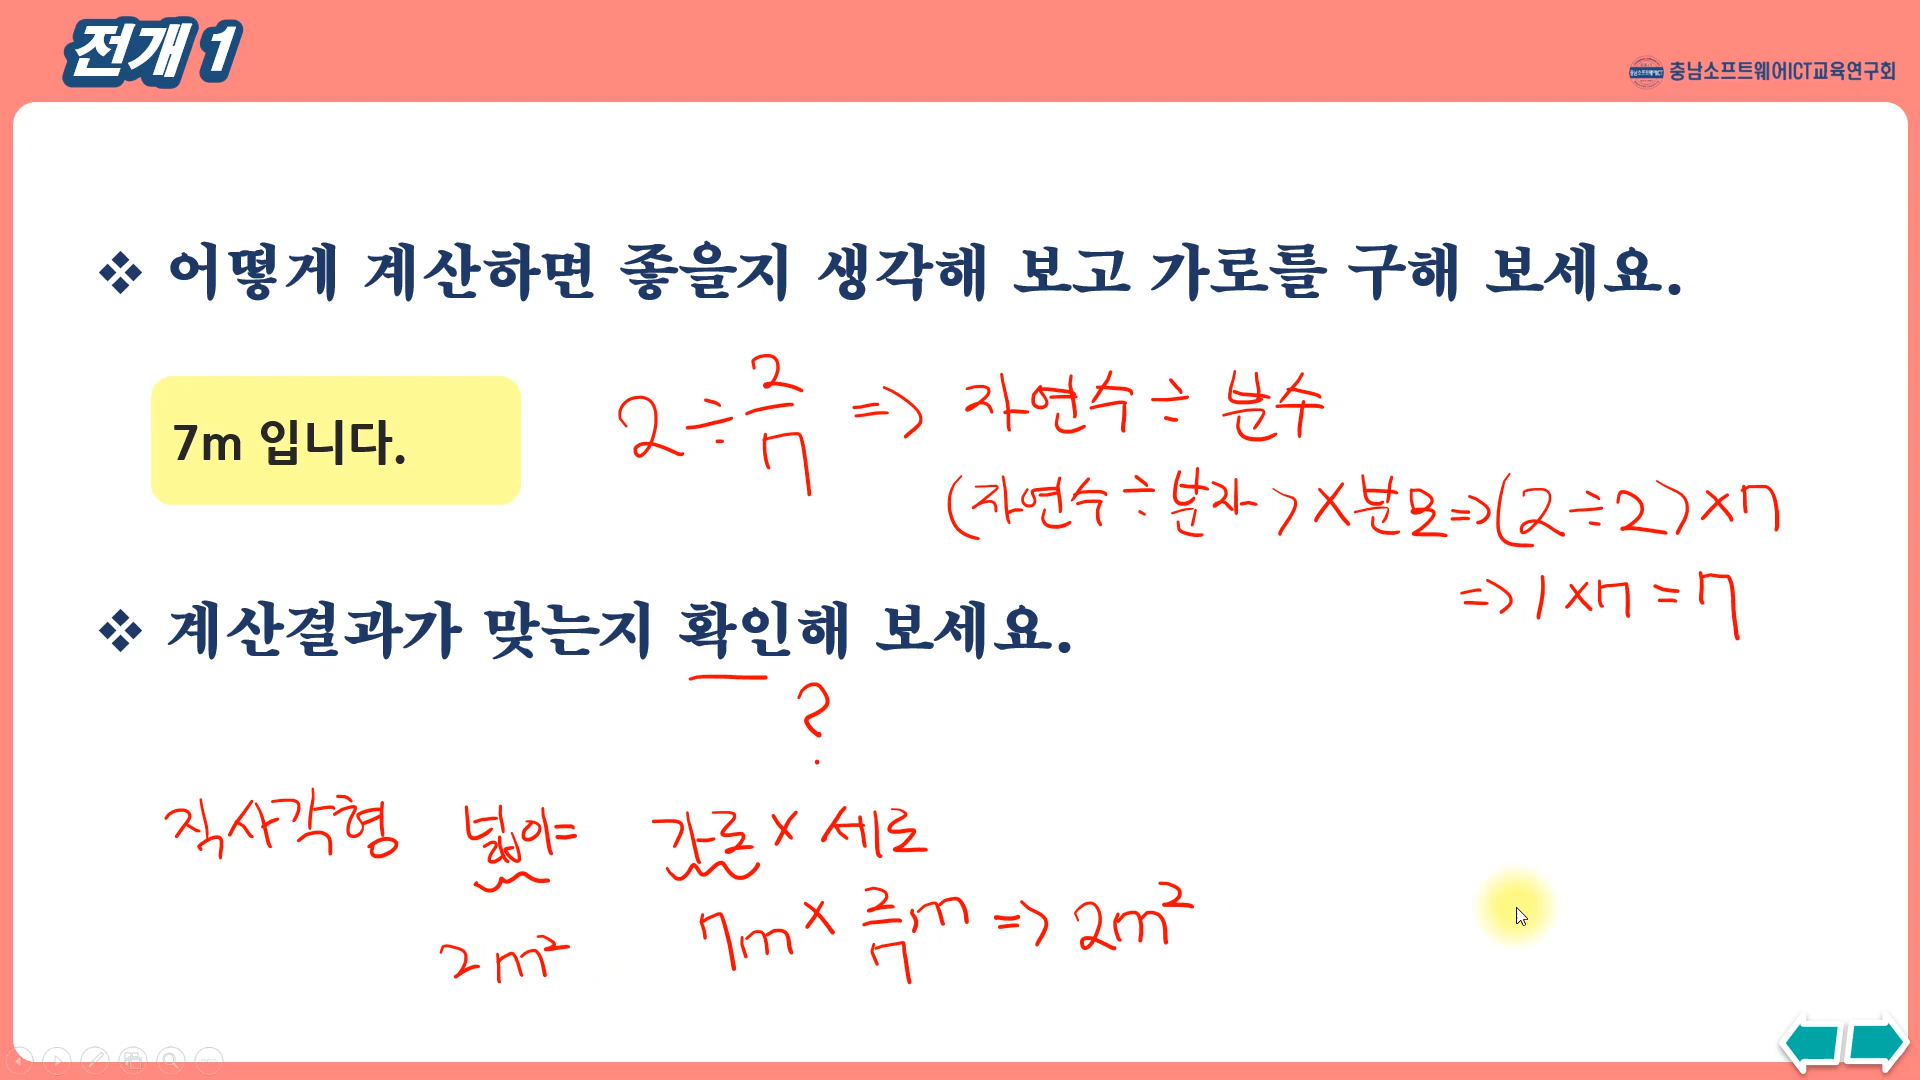 전개 1
충남소프트웨어ICT교육연구회
❖ 어떻게 계산하면 좋을지 생각해 보고 가로를 구해 보세요.
7m 입니다.
2 ÷ 2/7 => 자연수 ÷ 분수
(자연수 ÷ 분자) × 분모 => (2 ÷ 2) × 7
=> 1 × 7 = 7
❖ 계산결과가 맞는지 확인해 보세요.
?
직사각형 넓이 = 가로 × 세로
2m² 7m × 2/7 m => 2m²